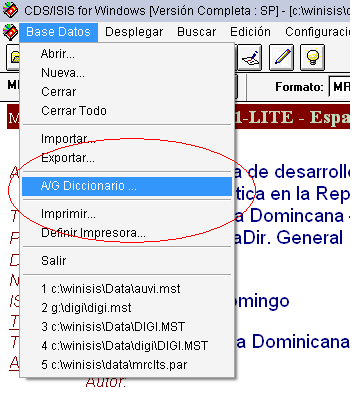 CDS/ISIS for Windows [Versión Completa : SP] - [c:\winisis\d
Base Datos Desplegar Buscar Edición Configurac
Abrir...
Nueva...
Cerrar
Cerrar Todo
Importar...
Exportar...
A/G Diccionario ...
Imprimir...
Definir Impresora...
Salir
1 c:\winisis\Data\auvi.mst
2 g:\digi\digi.mst
3 c:\winisis\Data\DIGI.MST
4 c:\winisis\Data\digi\DIGI.MST
5 c:\winisis\data\mrclts.par
Formato: MF
1-LITE - Espa
a de desarrollo
tica en la Rep
a Domincana -
aDir. General
omingo
a Dominicana
Autor: